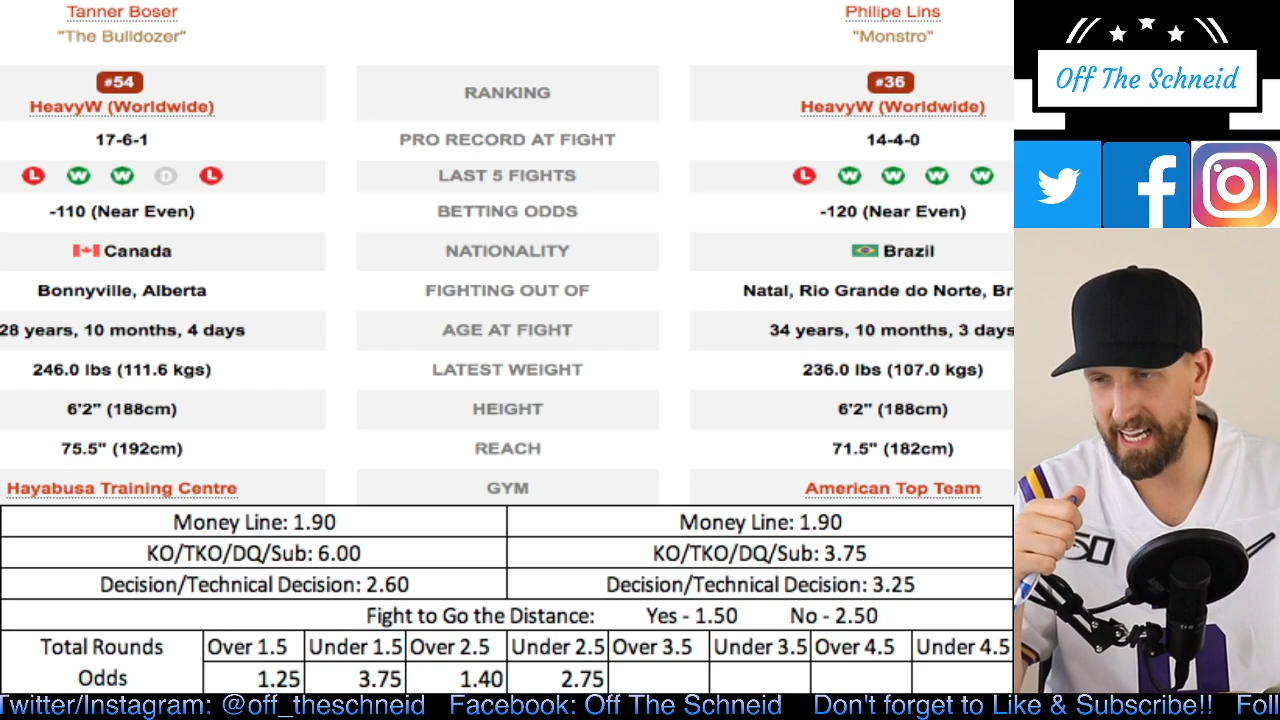 Tanner Boser
"The Bulldozer"
Philipe Lins
"Monstro"
Off The Schneid
#54
HeavyW (Worldwide)
RANKING
#36
HeavyW (Worldwide)
17-6-1
PRO RECORD AT FIGHT
14-4-0
L W W D L
LAST 5 FIGHTS
L W W W W
-110 (Near Even)
BETTING ODDS
-120 (Near Even)
Canada
NATIONALITY
Brazil
Bonnyville, Alberta
FIGHTING OUT OF
Natal, Rio Grande do Norte, Br
28 years, 10 months, 4 days
AGE AT FIGHT
34 years, 10 months, 3 days
246.0 lbs (111.6 kgs)
LATEST WEIGHT
236.0 lbs (107.0 kgs)
6'2" (188cm)
HEIGHT
6'2" (188cm)
75.5" (192cm)
REACH
71.5" (182cm)
Hayabusa Training Centre
GYM
American Top Team
Money Line: 1.90
Money Line: 1.90
KO/TKO/DQ/Sub: 6.00
KO/TKO/DQ/Sub: 3.75
Decision/Technical Decision: 2.60
Decision/Technical Decision: 3.25
Fight to Go the Distance: Yes - 1.50 No - 2.50
Total Rounds Over 1.5 Under 1.5 Over 2.5 Under 2.5 Over 3.5 Under 3.5 Over 4.5 Under 4.5
Odds 1.25 3.75 1.40 2.75
50
Twitter/Instagram: @off_theschneid Facebook: Off The Schneid Don't forget to Like & Subscribe!! Foll